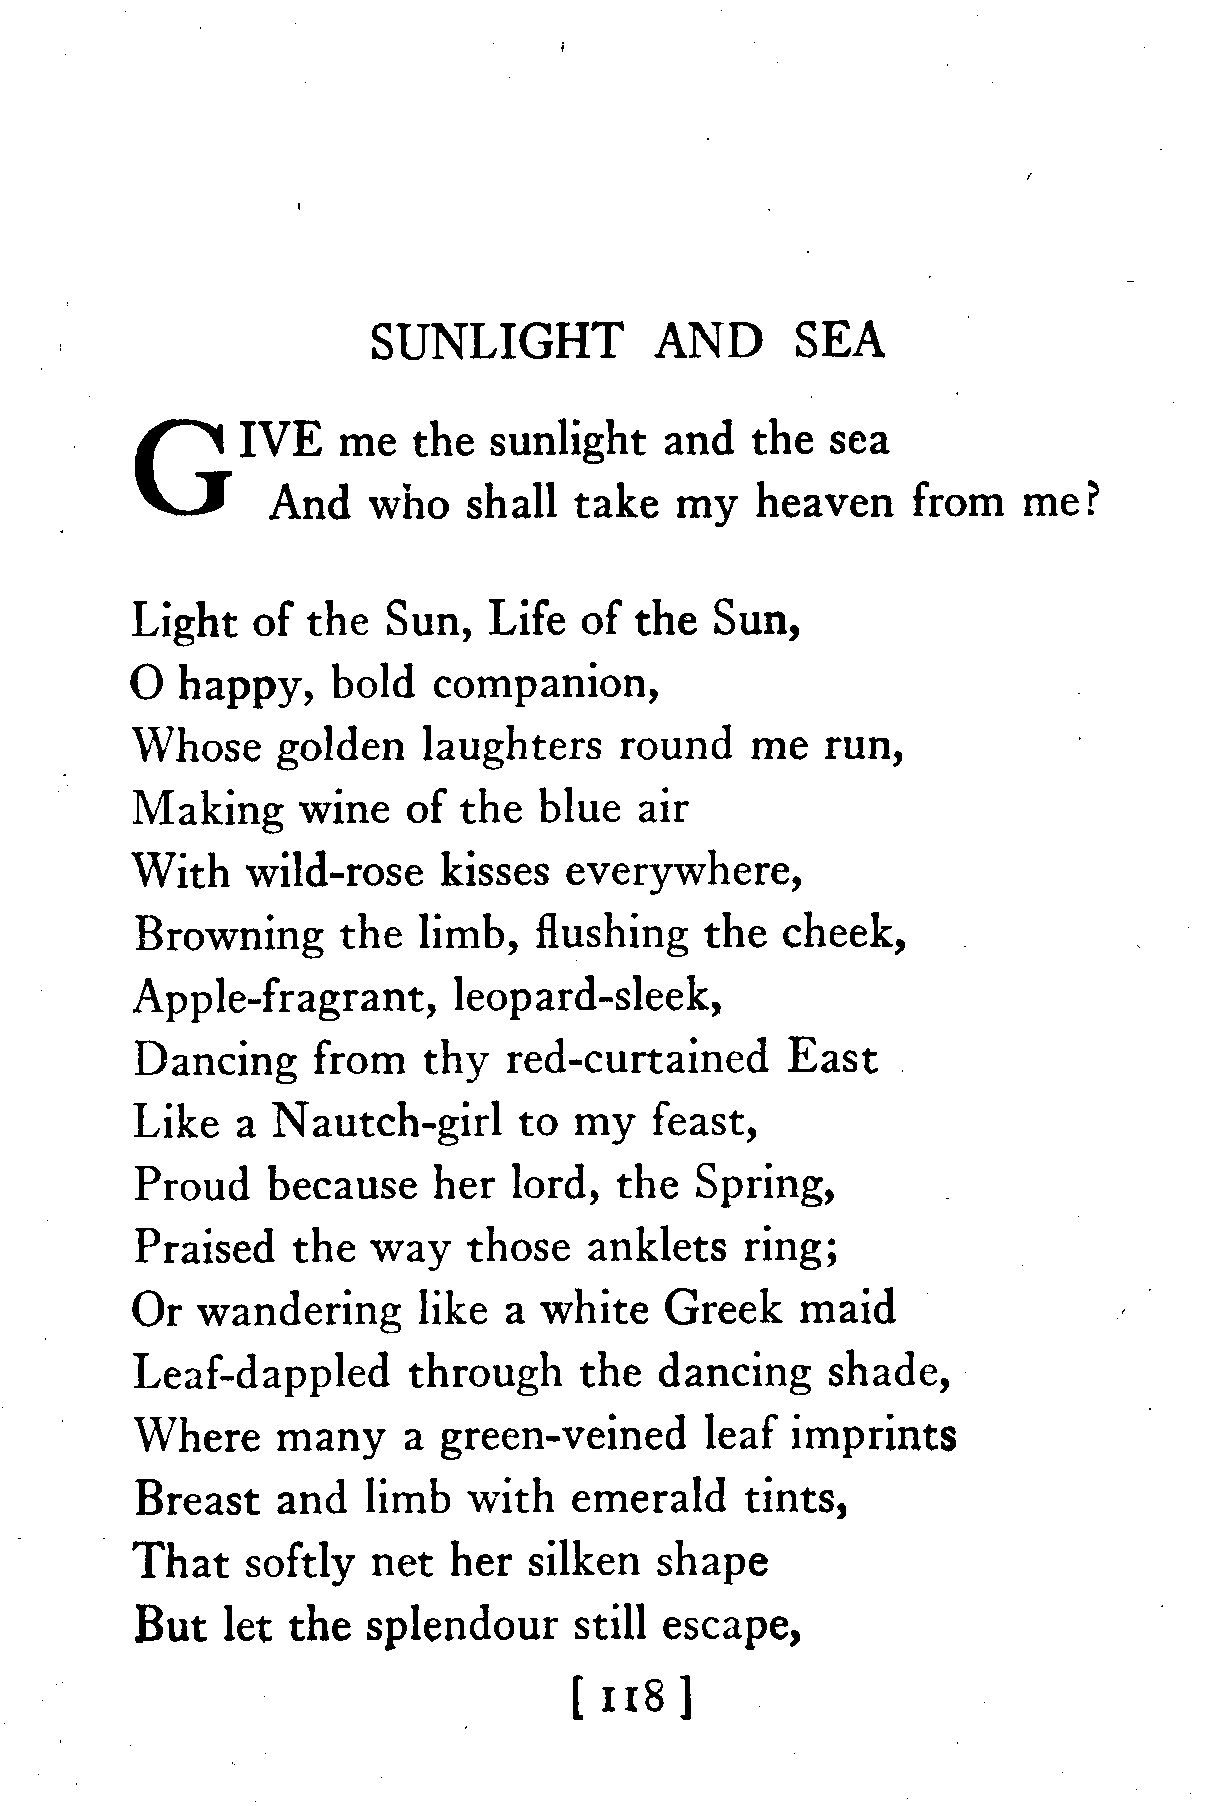 SUNLIGHT AND SEA
GIVE me the sunlight and the sea
And who shall take my heaven from me?
Light of the Sun, Life of the Sun,
O happy, bold companion,
Whose golden laughters round me run,
Making wine of the blue air
With wild-rose kisses everywhere,
Browning the limb, flushing the cheek,
Apple-fragrant, leopard-sleek,
Dancing from thy red-curtained East
Like a Nautch-girl to my feast,
Proud because her lord, the Spring,
Praised the way those anklets ring;
Or wandering like a white Greek maid
Leaf-dappled through the dancing shade,
Where many a green-veined leaf imprints
Breast and limb with emerald tints,
That softly net her silken shape
But let the splendour still escape,
[ 118 ]